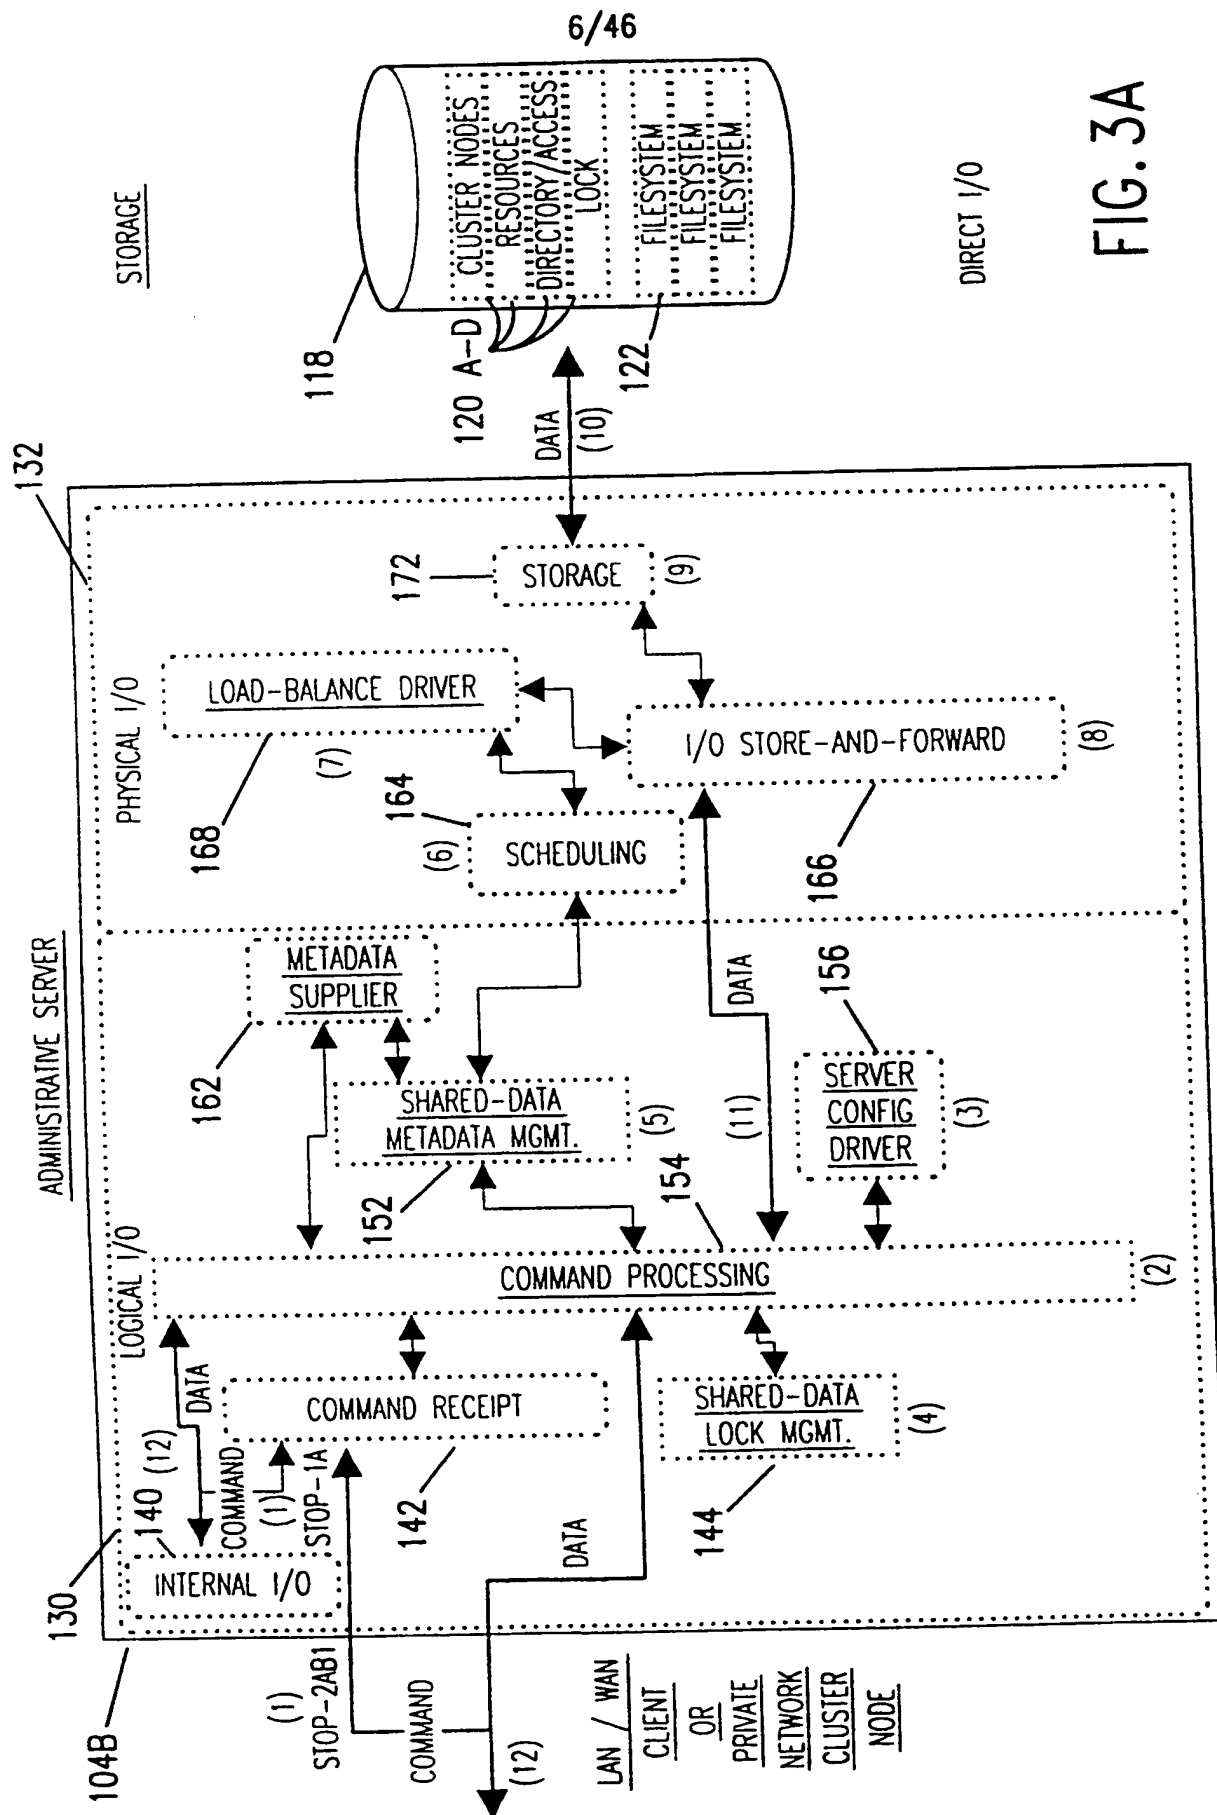 6/46
ADMINISTRATIVE SERVER
STORAGE
104B
130
132
LOGICAL I/O
PHYSICAL I/O
140
INTERNAL I/O
(12)
DATA
COMMAND
(1)
STOP-1A
COMMAND RECEIPT
142
(1)
STOP-2AB1
COMMAND
(12)
DATA
LAN / WAN
CLIENT
OR
PRIVATE
NETWORK
CLUSTER
NODE
SHARED-DATA
LOCK MGMT.
(4)
144
COMMAND PROCESSING
(2)
154
162
METADATA
SUPPLIER
SHARED-DATA
METADATA MGMT.
(5)
152
DATA
(11)
156
SERVER
CONFIG
DRIVER
(3)
168
LOAD-BALANCE DRIVER
(7)
164
(6)
SCHEDULING
I/O STORE-AND-FORWARD
(8)
166
172
STORAGE
(9)
DATA
(10)
118
120 A-D
CLUSTER NODES
RESOURCES
DIRECTORY/ACCESS
LOCK
122
FILESYSTEM
FILESYSTEM
FILESYSTEM
DIRECT I/O
FIG. 3A